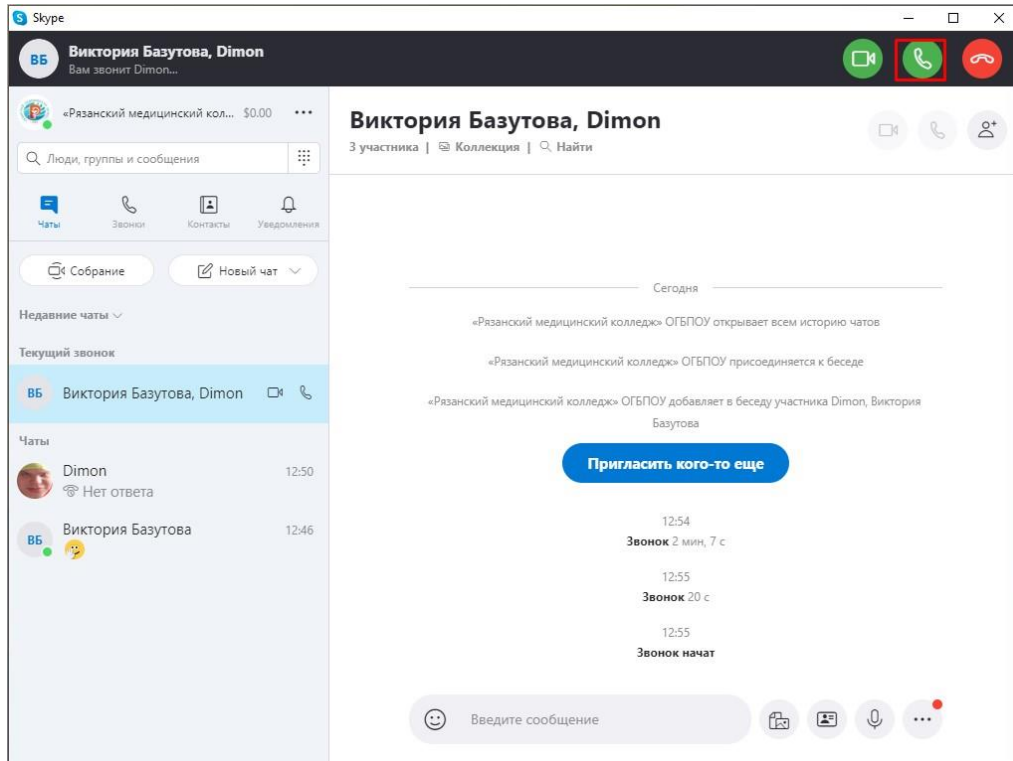 Skype
ВБ
Виктория Базутова, Dimon
Вам звонит Dimon...
«Рязанский медицинский кол... $0.00
Люди, группы и сообщения
Чаты
Звонки
Контакты
Уведомления
Собрание
Новый чат
Недавние чаты
Текущий звонок
ВБ
Виктория Базутова, Dimon
Чаты
Dimon
12:50
Нет ответа
ВБ
Виктория Базутова
12:46
Виктория Базутова, Dimon
3 участника | Коллекция | Найти
Сегодня
«Рязанский медицинский колледж» ОГБПОУ открывает всем историю чатов
«Рязанский медицинский колледж» ОГБПОУ присоединяется к беседе
«Рязанский медицинский колледж» ОГБПОУ добавляет в беседу участника Dimon, Виктория
Базутова
Пригласить кого-то еще
12:54
Звонок 2 мин, 7 с
12:55
Звонок 20 с
12:55
Звонок начат
Введите сообщение